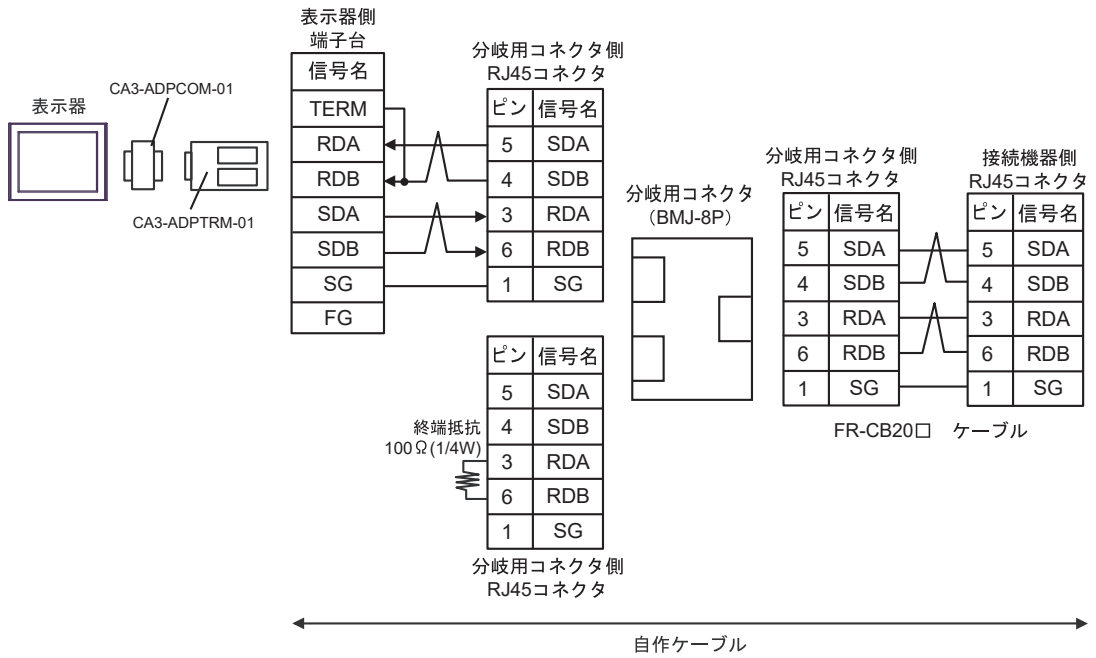 表示器
CA3-ADPCOM-01
CA3-ADPTRM-01
表示器側
端子台
信号名
TERM
RDA
RDB
SDA
SDB
SG
FG
分岐用コネクタ側
RJ45コネクタ
ピン 信号名
5 SDA
4 SDB
3 RDA
6 RDB
1 SG
ピン 信号名
5 SDA
4 SDB
3 RDA
6 RDB
1 SG
終端抵抗
100Ω(1/4W)
分岐用コネクタ側
RJ45コネクタ
分岐用コネクタ
(BMJ-8P)
分岐用コネクタ側
RJ45コネクタ
ピン 信号名
5 SDA
4 SDB
3 RDA
6 RDB
1 SG
接続機器側
RJ45コネクタ
ピン 信号名
5 SDA
4 SDB
3 RDA
6 RDB
1 SG
FR-CB20□ ケーブル
自作ケーブル